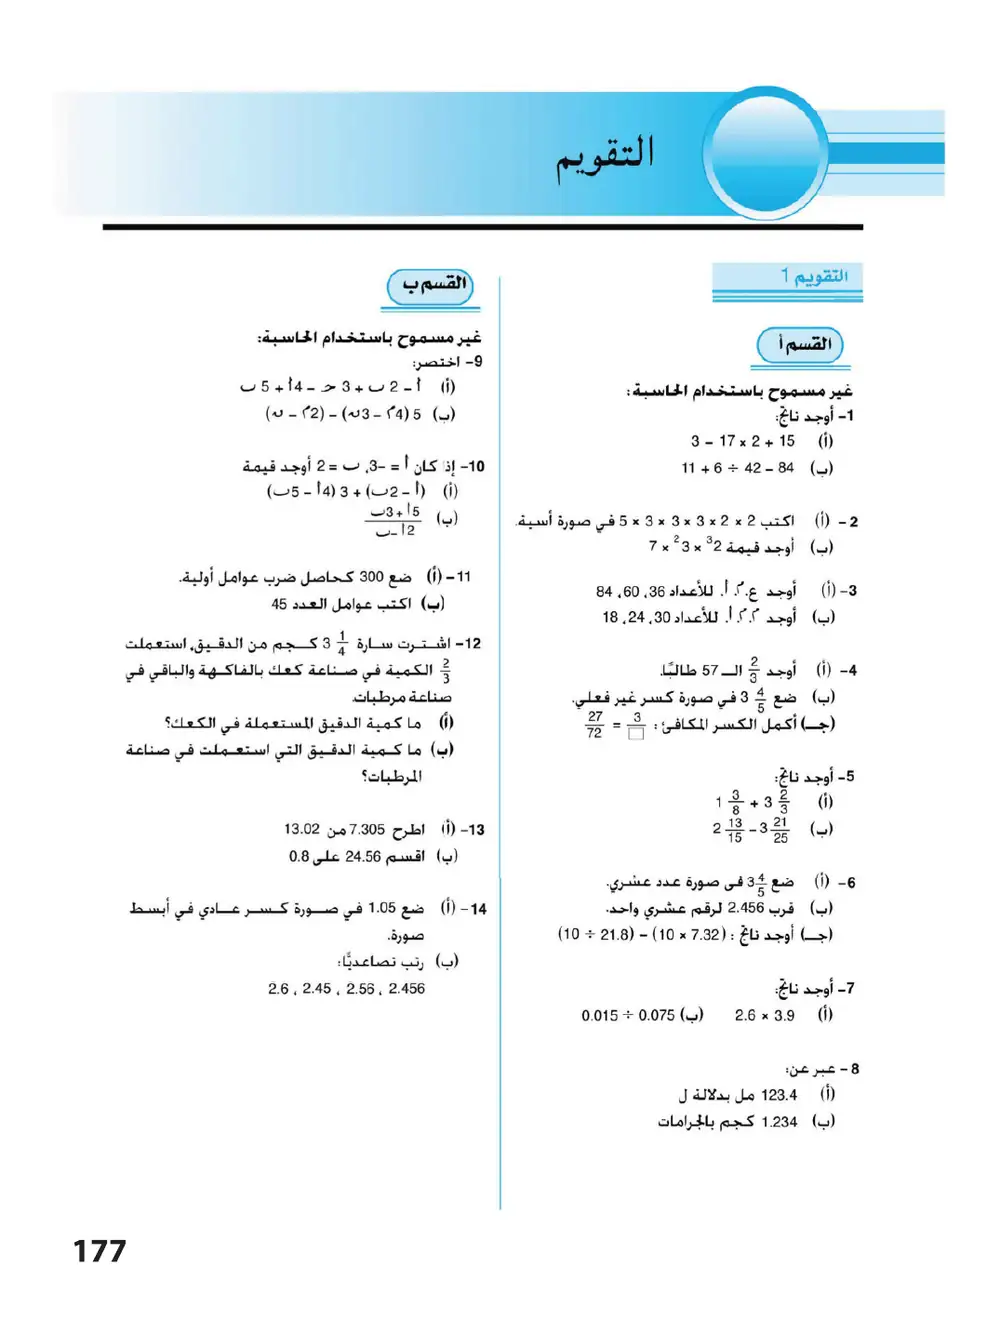 التقويم
التقويم 1
القسم أ
غير مسموح باستخدام الحاسبة:
1- أوجد ناتج:
(أ) 15 + 2 × 17 - 3
(ب) 84 - 42 ÷ 6 + 11
2 - (أ) اكتب 2 × 2 × 3 × 3 × 3 × 5 في صورة أسية.
(ب) أوجد قيمة 2³ × 3² × 7
3- (أ) أوجد ع.م.أ. للأعداد 36، 60، 84
(ب) أوجد م.م.أ. للأعداد 30، 24، 18
4- (أ) أوجد 2/3 الـ 57 طالبًا.
(ب) ضع 3 4/5 في صورة كسر غير فعلي.
(جـ) أكمل الكسر المكافئ: 3/□ = 27/72
5- أوجد ناتج:
(أ) 3 2/3 + 1 3/8
(ب) 3 21/25 - 2 13/15
6- (أ) ضع 3 4/5 فى صورة عدد عشري.
(ب) قرب 2.456 لرقم عشري واحد.
(جـ) أوجد ناتج : (7.32 × 10) - (21.8 ÷ 10)
7- أوجد ناتج:
(أ) 3.9 × 2.6 (ب) 0.075 ÷ 0.015
8 - عبر عن:
(أ) 123.4 مل بدلالة ل
(ب) 1.234 كجم بالجرامات
القسم ب
غير مسموح باستخدام الحاسبة:
9- اختصر:
(أ) أ - 2 ب + 3 حـ - 4أ + 5 ب
(ب) 5 (4م - 3ن) - (2م - ن)
10- إذا كان أ = -3، ب = 2 أوجد قيمة
(أ) (أ - 2ب) + 3 (4أ - 5ب)
(ب) 5أ + 3ب / 2أ - ب
11 - (أ) ضع 300 كحاصل ضرب عوامل أولية.
(ب) اكتب عوامل العدد 45
12- اشترت سارة 3 1/4 كجم من الدقيق، استعملت
2/3 الكمية في صناعة كعك بالفاكهة والباقي في
صناعة مرطبات.
(أ) ما كمية الدقيق المستعملة في الكعك؟
(ب) ما كمية الدقيق التي استعملت في صناعة
المرطبات؟
13- (أ) اطرح 7.305 من 13.02
(ب) اقسم 24.56 على 0.8
14- (أ) ضع 1.05 في صورة كسر عادي في أبسط
صورة.
(ب) رتب تصاعديًّا:
2.456 ، 2.56 ، 2.45 ، 2.6
177